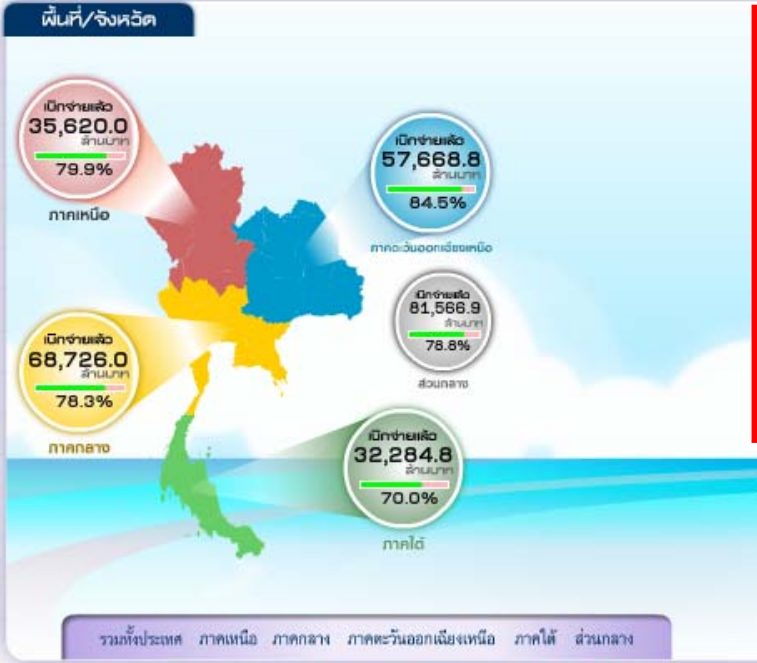 พื้นที่/จังหวัด
เบิกจ่ายแล้ว
35,620.0
ล้านบาท
79.9%
ภาคเหนือ
เบิกจ่ายแล้ว
57,668.8
ล้านบาท
84.5%
ภาคตะวันออกเฉียงเหนือ
เบิกจ่ายแล้ว
81,566.9
ล้านบาท
78.8%
ส่วนกลาง
เบิกจ่ายแล้ว
68,726.0
ล้านบาท
78.3%
ภาคกลาง
เบิกจ่ายแล้ว
32,284.8
ล้านบาท
70.0%
ภาคใต้
รวมทั้งประเทศ ภาคเหนือ ภาคกลาง ภาคตะวันออกเฉียงเหนือ ภาคใต้ ส่วนกลาง